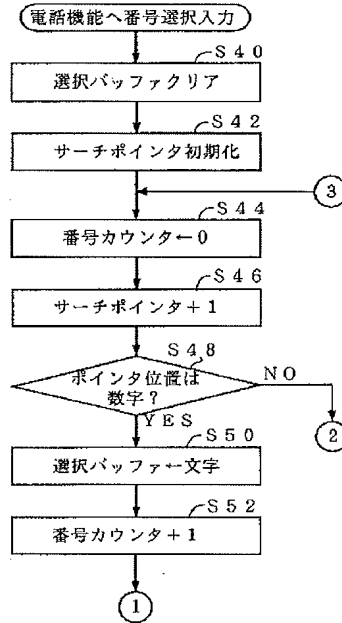 電話機能へ番号選択入力
S40
選択バッファクリア
S42
サーチポインタ初期化
3
S44
番号カウンタ←0
S46
サーチポインタ+1
S48
ポインタ位置は
数字?
NO
YES
2
S50
選択バッファ←文字
S52
番号カウンタ+1
1